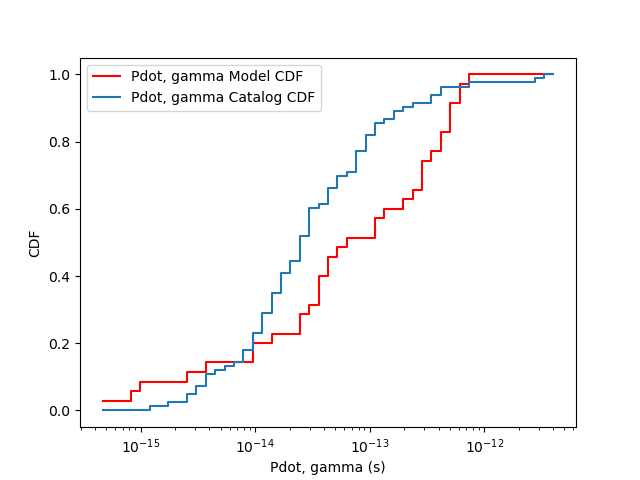 Pdot, gamma Model CDF
Pdot, gamma Catalog CDF
1.0
0.8
0.6
0.4
0.2
0.0
CDF
10⁻¹⁵ 10⁻¹⁴ 10⁻¹³ 10⁻¹²
Pdot, gamma (s)